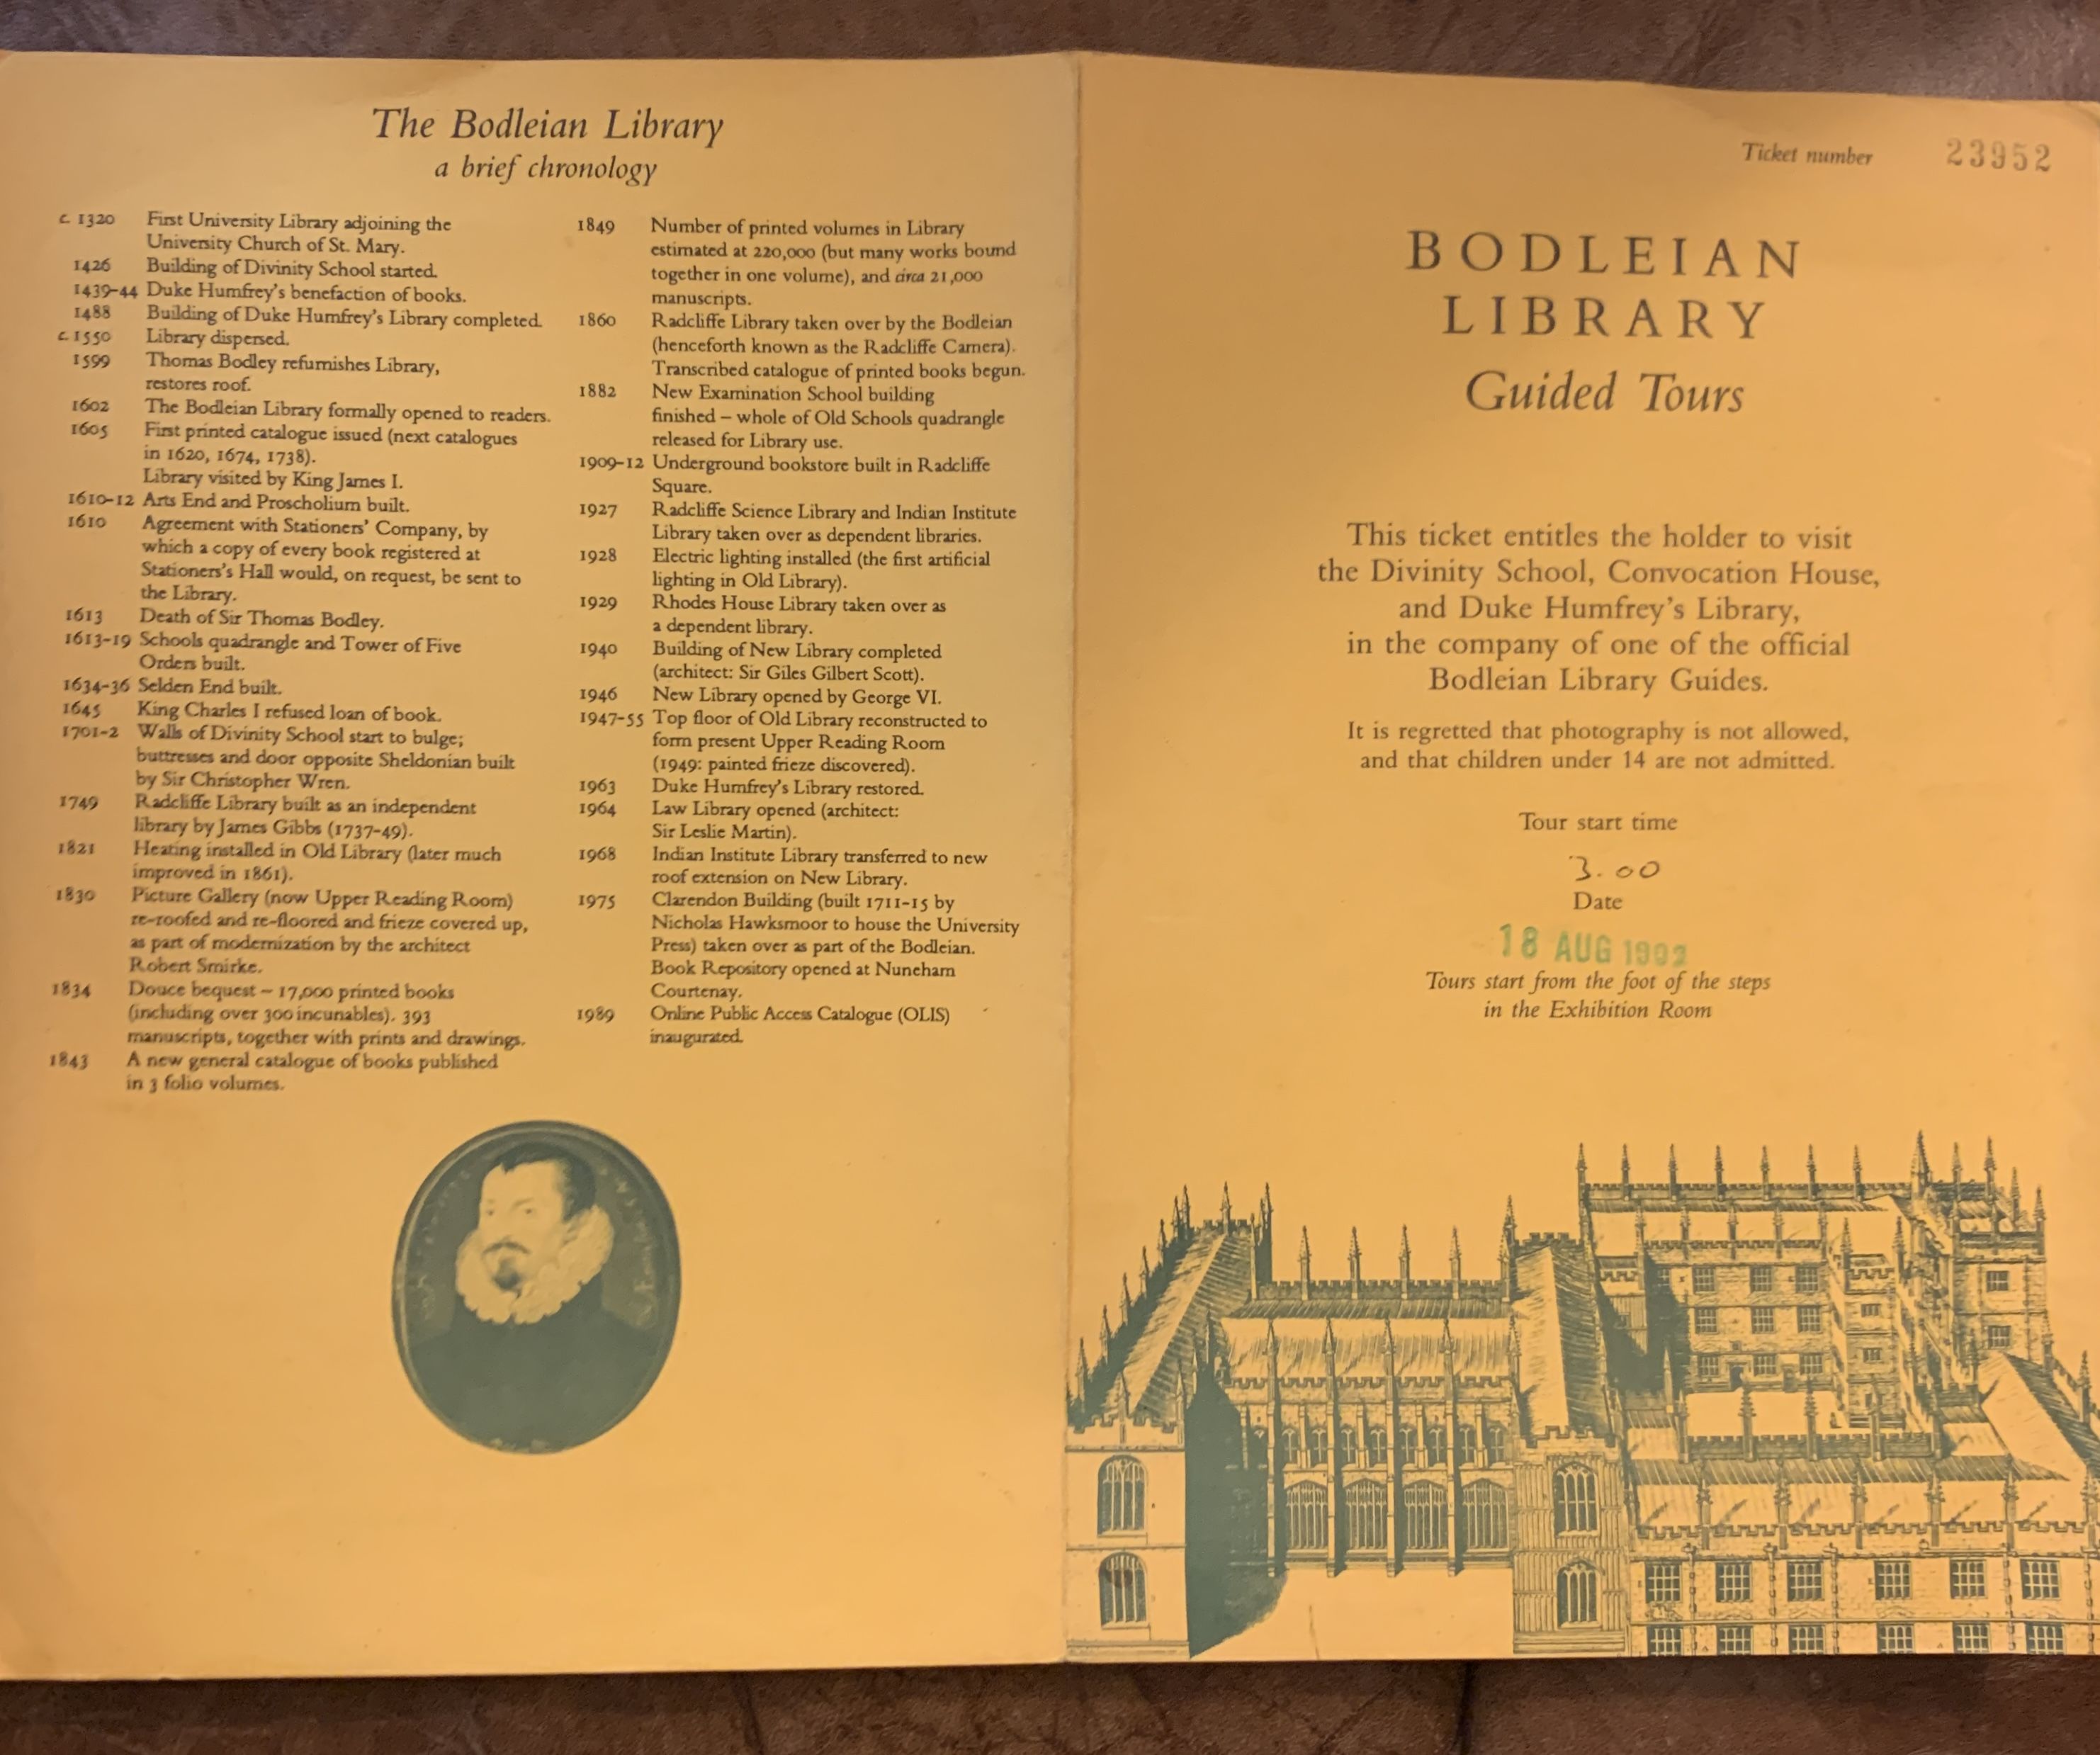 The Bodleian Library
a brief chronology
c. 1320 First University Library adjoining the
University Church of St. Mary.
1426 Building of Divinity School started.
1439-44 Duke Humfrey's benefaction of books.
1488 Building of Duke Humfrey's Library completed.
c. 1550 Library dispersed.
1599 Thomas Bodley refurnishes Library,
restores roof.
1602 The Bodleian Library formally opened to readers.
1605 First printed catalogue issued (next catalogues
in 1620, 1674, 1738).
Library visited by King James I.
1610-12 Arts End and Proscholium built.
1610 Agreement with Stationers' Company, by
which a copy of every book registered at
Stationers's Hall would, on request, be sent to
the Library.
1613 Death of Sir Thomas Bodley.
1613-19 Schools quadrangle and Tower of Five
Orders built.
1634-36 Selden End built.
1645 King Charles I refused loan of book.
1701-2 Walls of Divinity School start to bulge;
buttresses and door opposite Sheldonian built
by Sir Christopher Wren.
1749 Radcliffe Library built as an independent
library by James Gibbs (1737-49).
1821 Heating installed in Old Library (later much
improved in 1861).
1830 Picture Gallery (now Upper Reading Room)
re-roofed and re-floored and frieze covered up,
as part of modernization by the architect
Robert Smirke.
1834 Douce bequest – 17,000 printed books
(including over 300 incunables). 393
manuscripts, together with prints and drawings.
1843 A new general catalogue of books published
in 3 folio volumes.
1849 Number of printed volumes in Library
estimated at 220,000 (but many works bound
together in one volume), and circa 21,000
manuscripts.
1860 Radcliffe Library taken over by the Bodleian
(henceforth known as the Radcliffe Camera).
Transcribed catalogue of printed books begun.
1882 New Examination School building
finished – whole of Old Schools quadrangle
released for Library use.
1909-12 Underground bookstore built in Radcliffe
Square.
1927 Radcliffe Science Library and Indian Institute
Library taken over as dependent libraries.
1928 Electric lighting installed (the first artificial
lighting in Old Library).
1929 Rhodes House Library taken over as
a dependent library.
1940 Building of New Library completed
(architect: Sir Giles Gilbert Scott).
1946 New Library opened by George VI.
1947-55 Top floor of Old Library reconstructed to
form present Upper Reading Room
(1949: painted frieze discovered).
1963 Duke Humfrey's Library restored.
1964 Law Library opened (architect:
Sir Leslie Martin).
1968 Indian Institute Library transferred to new
roof extension on New Library.
1975 Clarendon Building (built 1711-15 by
Nicholas Hawksmoor to house the University
Press) taken over as part of the Bodleian.
Book Repository opened at Nuneham
Courtenay.
1989 Online Public Access Catalogue (OLIS)
inaugurated.
Ticket number 23952
BODLEIAN
LIBRARY
Guided Tours
This ticket entitles the holder to visit
the Divinity School, Convocation House,
and Duke Humfrey's Library,
in the company of one of the official
Bodleian Library Guides.
It is regretted that photography is not allowed,
and that children under 14 are not admitted.
Tour start time
3.00
Date
18 AUG 1992
Tours start from the foot of the steps
in the Exhibition Room